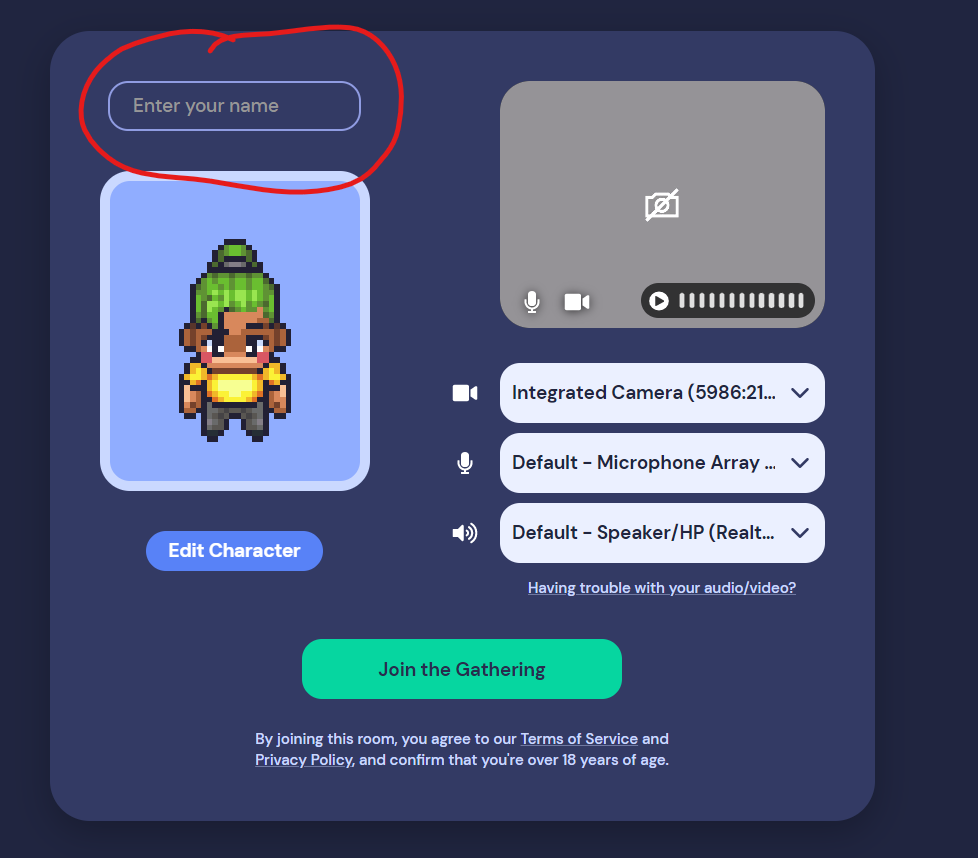 Enter your name
Integrated Camera (5986:21...
Default - Microphone Array ...
Default - Speaker/HP (Realt...
Edit Character
Having trouble with your audio/video?
Join the Gathering
By joining this room, you agree to our Terms of Service and
Privacy Policy, and confirm that you're over 18 years of age.